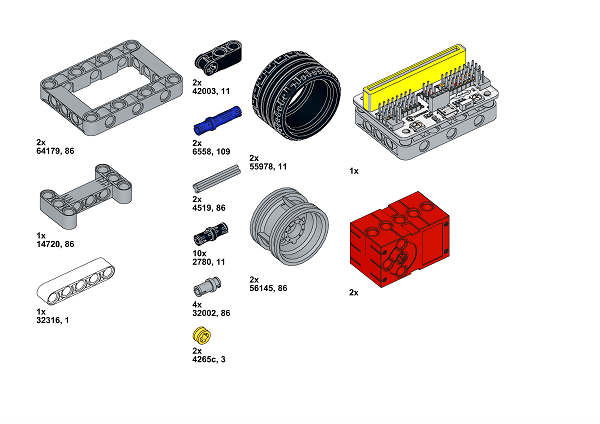 2x
64179, 86
1x
14720, 86
1x
32316, 1
2x
42003, 11
2x
6558, 109
2x
4519, 86
10x
2780, 11
4x
32002, 86
2x
4265c, 3
2x
55978, 11
2x
56145, 86
1x
2x